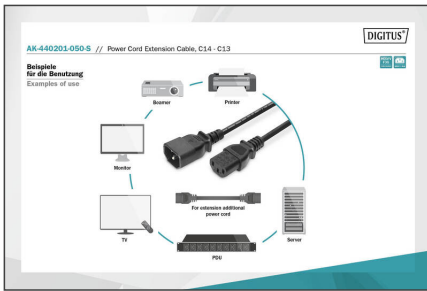 DIGITUS®
AK-440201-050-S // Power Cord Extension Cable, C14 - C13
Beispiele
für die Benutzung
Examples of use
Beamer
Printer
Monitor
For extension additional
power cord
TV
Server
PDU